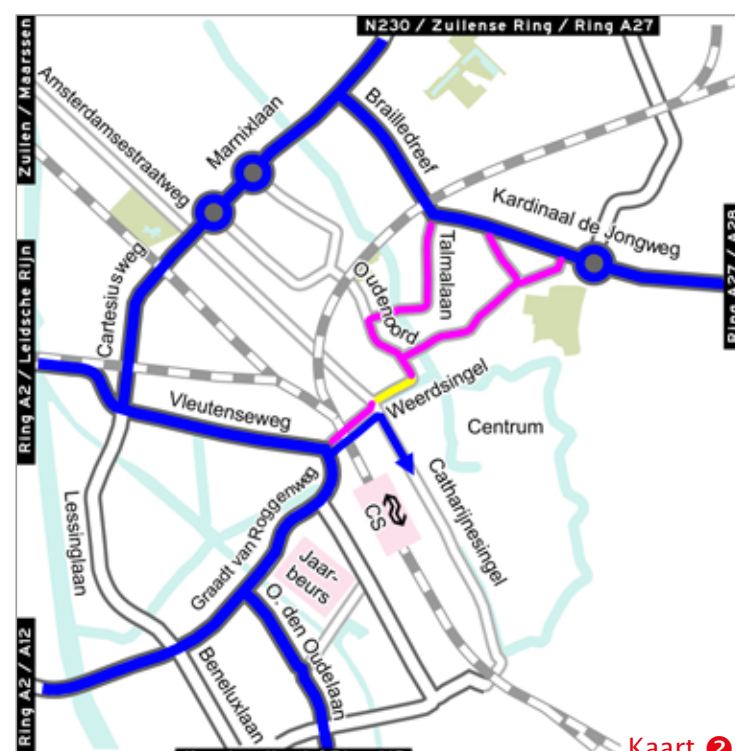 N230 / Zuilense Ring / Ring A27
Zuilen / Maarssen
Amsterdamsestraatweg
Marnixlaan
Brailledreef
Kardinaal de Jongweg
Ring A27 / A28
Talmalaan
Oudenoord
Cartesiusweg
Ring A2 / Leidsche Rijn
Vleutenseweg
Weerdsingel
Centrum
Lessinglaan
Graadt van Roggenweg
CS
Catharijnesingel
Jaar-
beurs
O. den Oudelaan
Beneluxlaan
Ring A2 / A12
Kaart ?